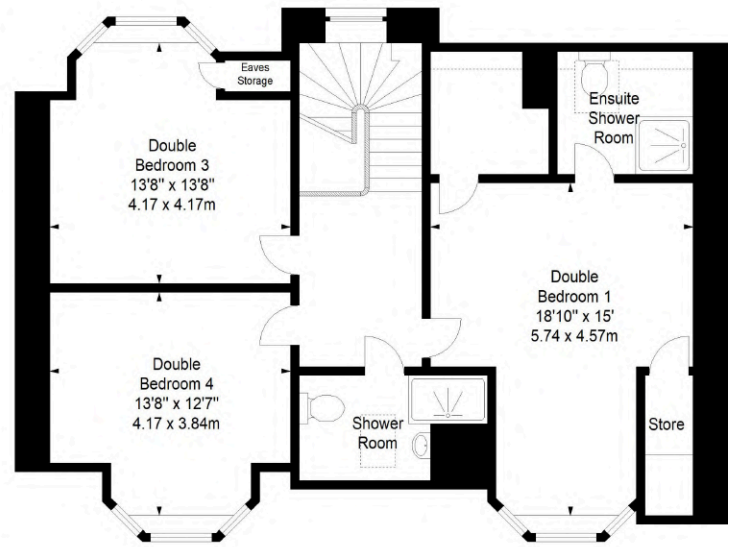 Eaves
Storage
Double
Bedroom 3
13'8" x 13'8"
4.17 x 4.17m
Ensuite
Shower
Room
Double
Bedroom 1
18'10" x 15'
5.74 x 4.57m
Double
Bedroom 4
13'8" x 12'7"
4.17 x 3.84m
Shower
Room
Store